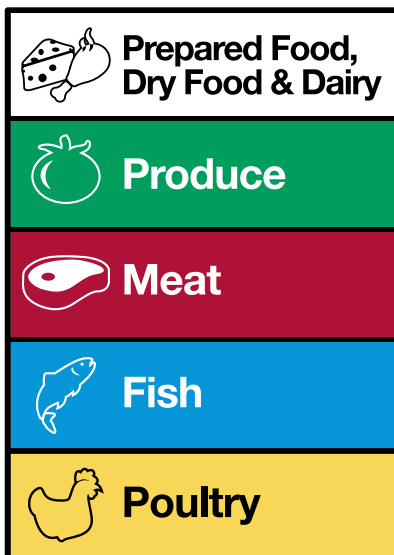 Prepared Food,
Dry Food & Dairy
Produce
Meat
Fish
Poultry